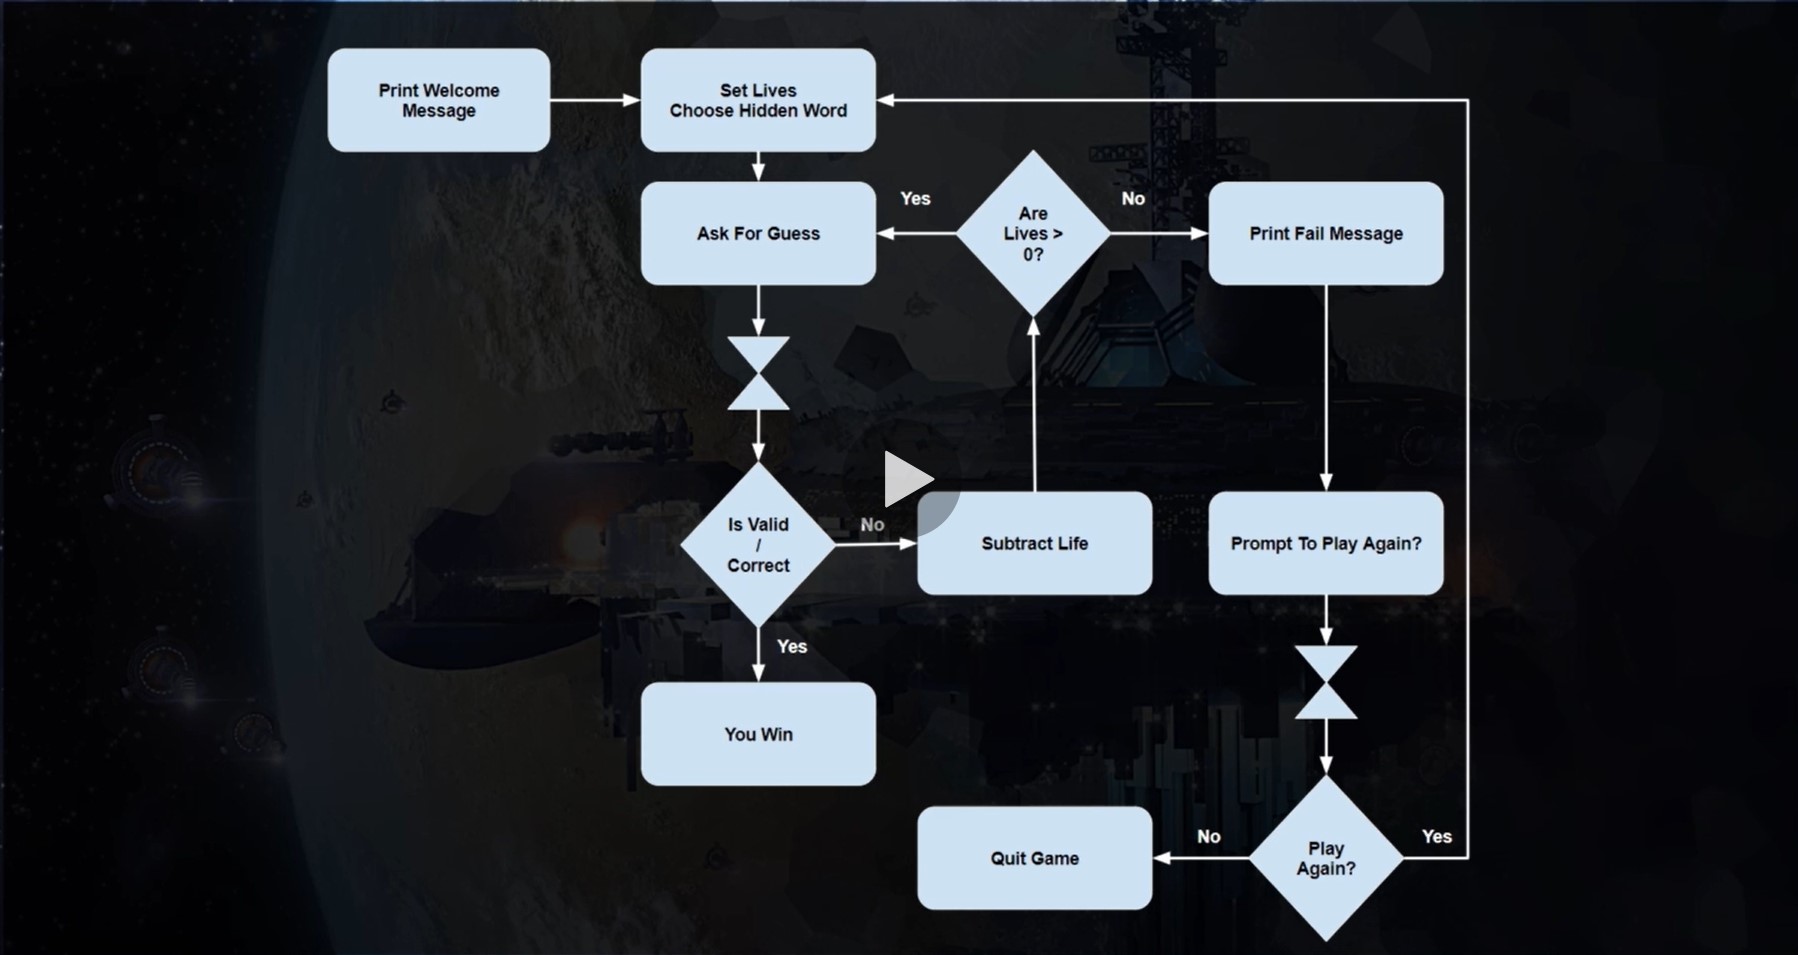 Print Welcome
Message
Set Lives
Choose Hidden Word
Ask For Guess
Yes
Are
Lives >
0?
No
Print Fail Message
Is Valid
/
Correct
No
Subtract Life
Prompt To Play Again?
Yes
You Win
Quit Game
No
Play
Again?
Yes